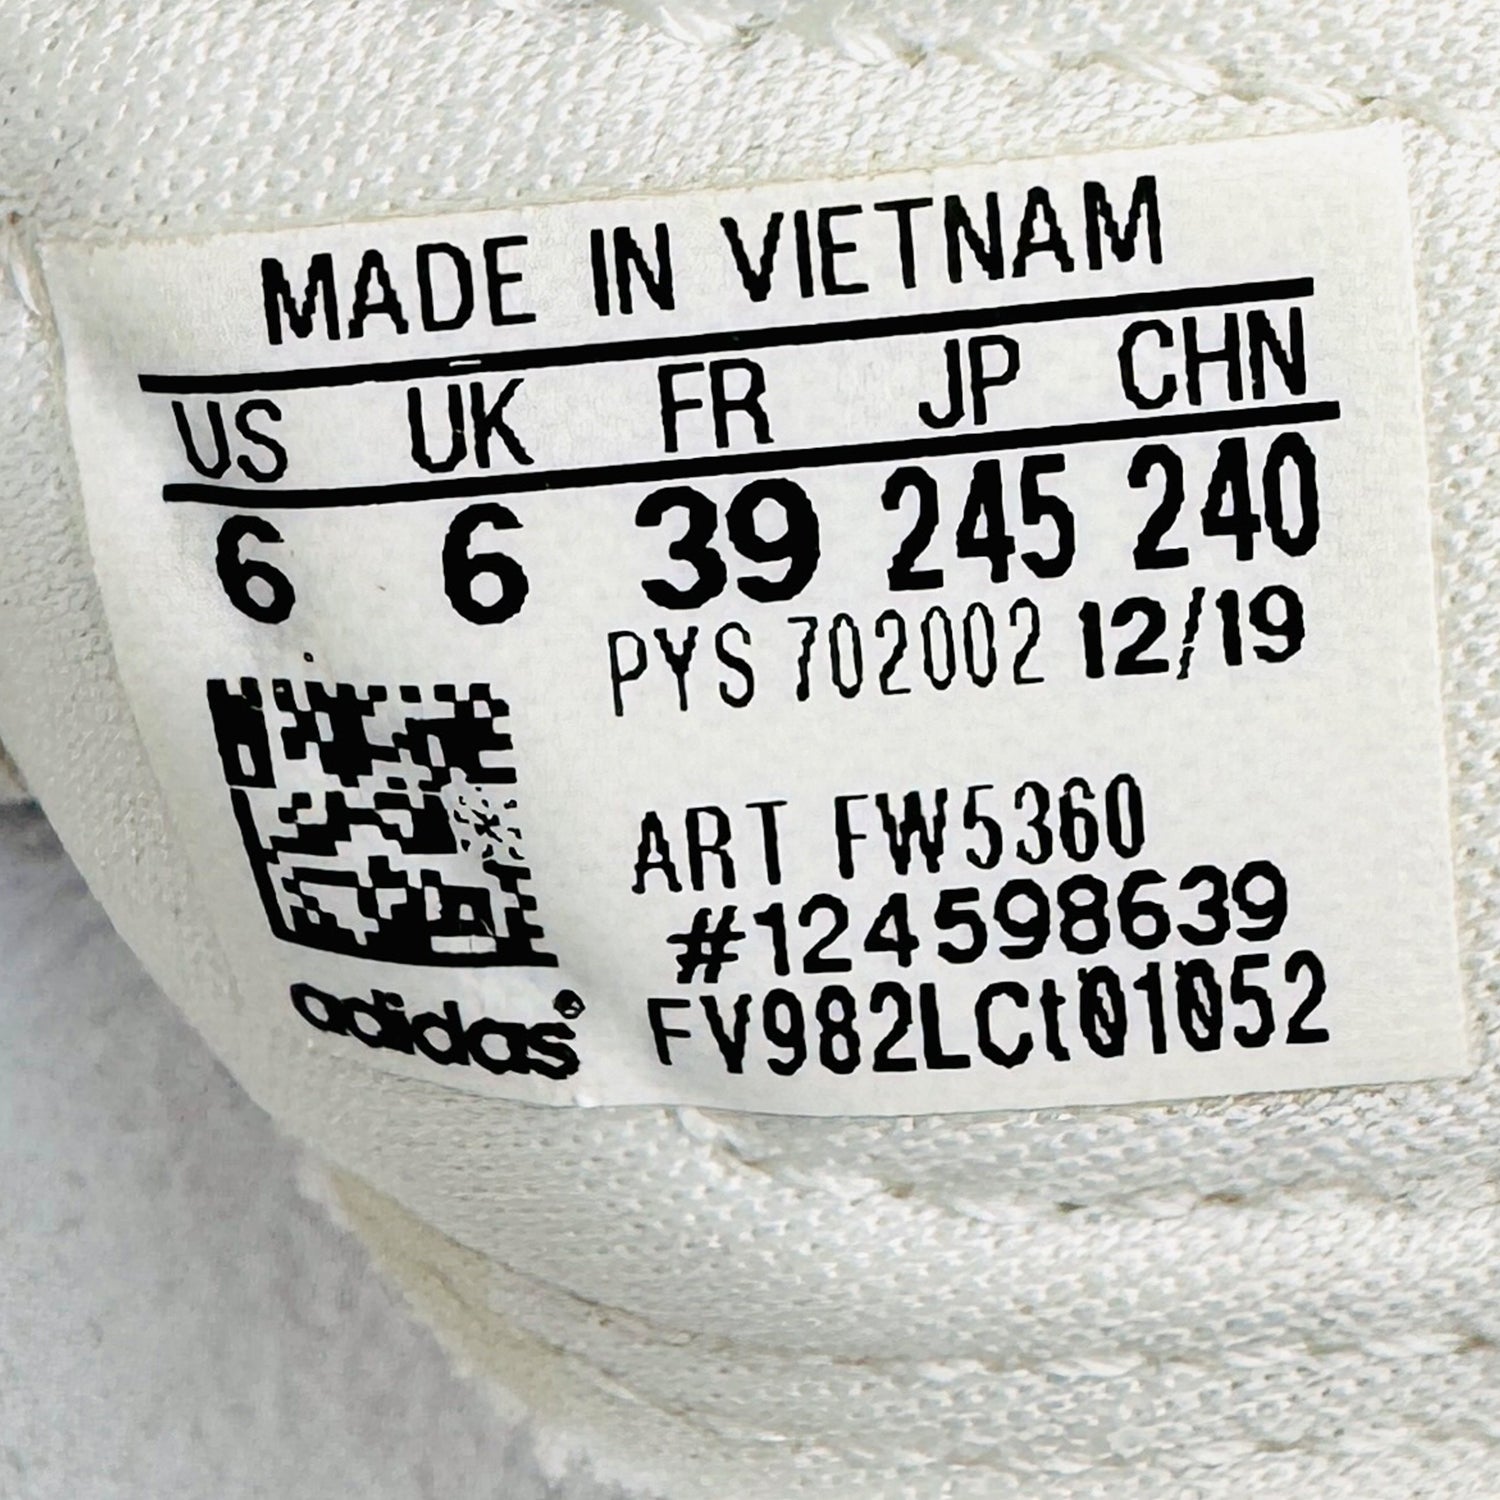 MADE IN VIETNAM
US UK FR JP CHN
6 6 39 245 240
PYS 702002 12/19
ART FW5360
#124598639
FV982LCt01052
adidas®